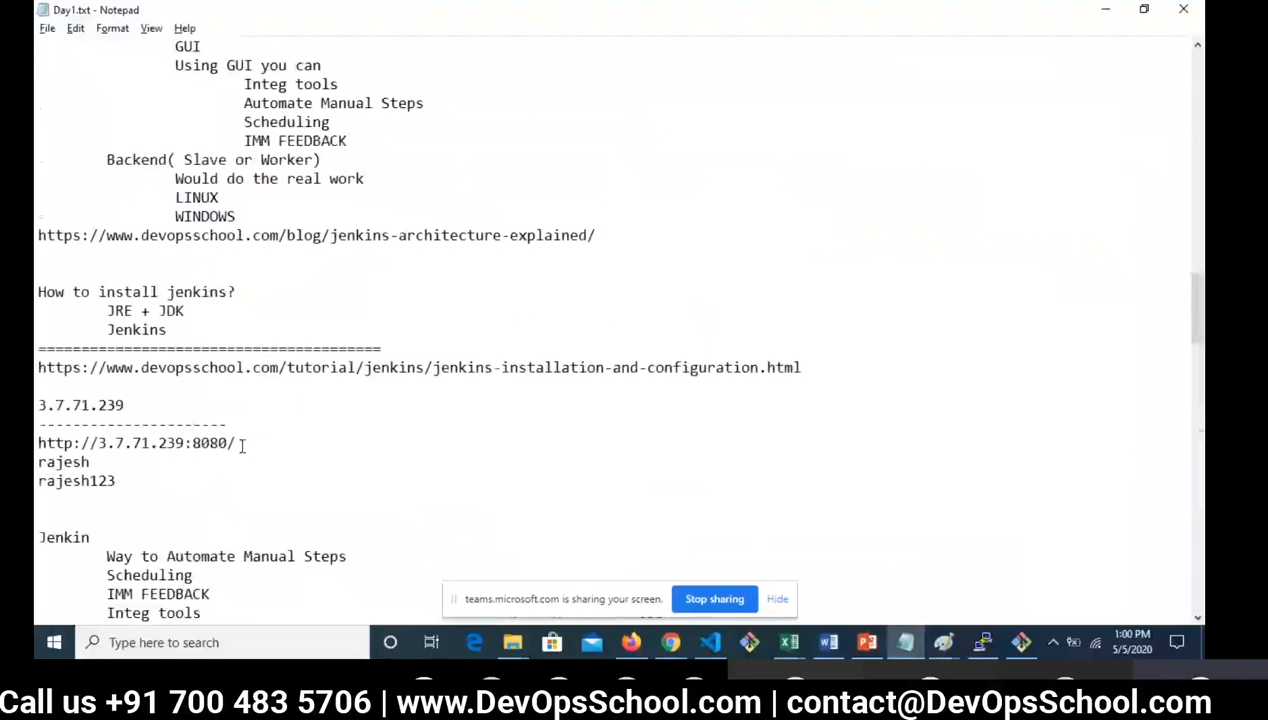 Day1.txt - Notepad
File Edit Format View Help
GUI
Using GUI you can
Integ tools
Automate Manual Steps
Scheduling
IMM FEEDBACK
Backend( Slave or Worker)
Would do the real work
LINUX
WINDOWS
https://www.devopsschool.com/blog/jenkins-architecture-explained/
How to install jenkins?
JRE + JDK
Jenkins
========================================
https://www.devopsschool.com/tutorial/jenkins/jenkins-installation-and-configuration.html
3.7.71.239
----------------------
http://3.7.71.239:8080/
rajesh
rajesh123
Jenkin
Way to Automate Manual Steps
Scheduling
IMM FEEDBACK
Integ tools
teams.microsoft.com is sharing your screen. Stop sharing Hide
Type here to search
1:00 PM
5/5/2020
Call us +91 700 483 5706 | www.DevOpsSchool.com | contact@DevOpsSchool.com